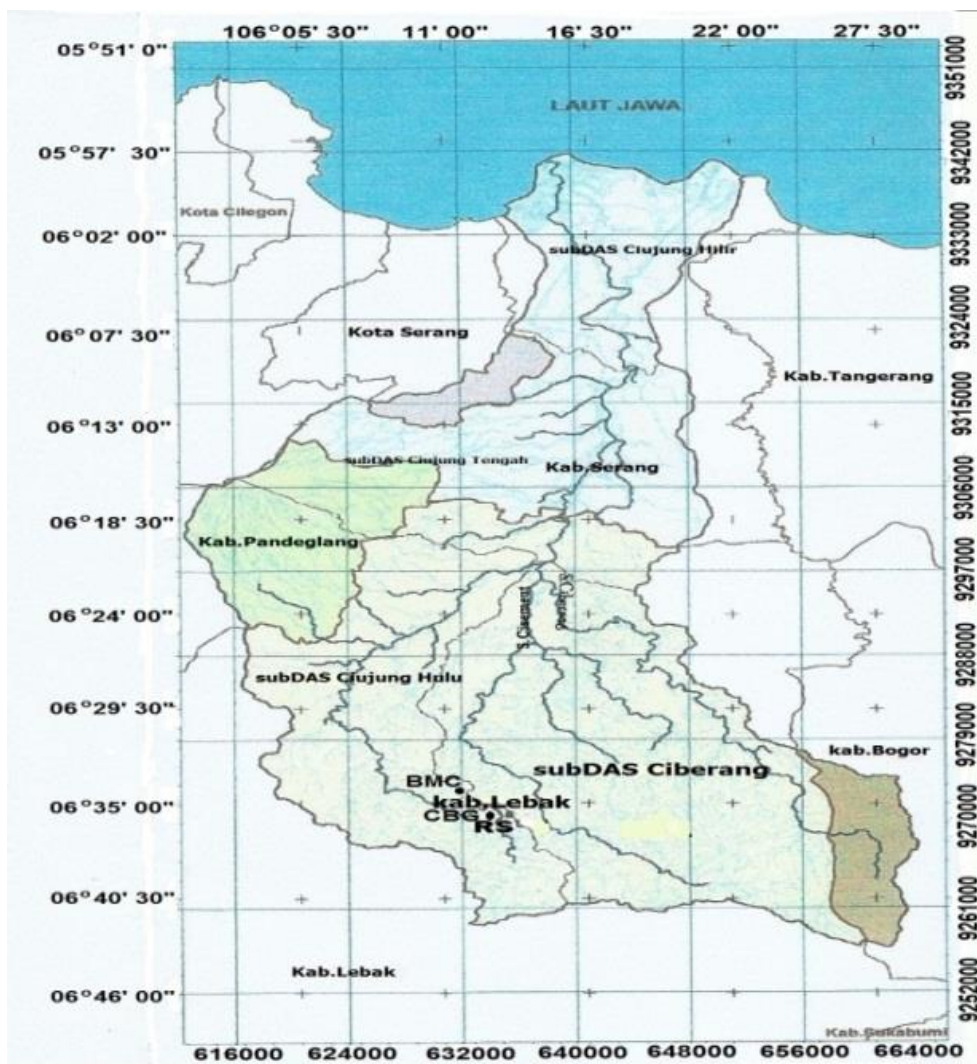 106°05' 30" 11' 00" 16' 30" 22' 00" 27' 30"
05°51' 0"
9351000
LAUT JAWA
05°57' 30"
9342000
Kota Cilegon
06°02' 00"
9333000
subDAS Ciujung Hilir
06°07' 30"
9324000
Kota Serang
Kab.Tangerang
9315000
06°13' 00"
subDAS Ciujung Tengah
Kab.Serang
9306000
06°18' 30"
Kab.Pandeglang
9297000
06°24' 00"
9288000
subDAS Ciujung Hulu
06°29' 30"
9279000
kab.Bogor
subDAS Ciberang
BMC
kab.Lebak
06°35' 00"
9270000
CBG
RS
06°40' 30"
9261000
Kab.Lebak
06°46' 00"
9252000
Kab.Sukabumi
616000 624000 632000 640000 648000 656000 664000